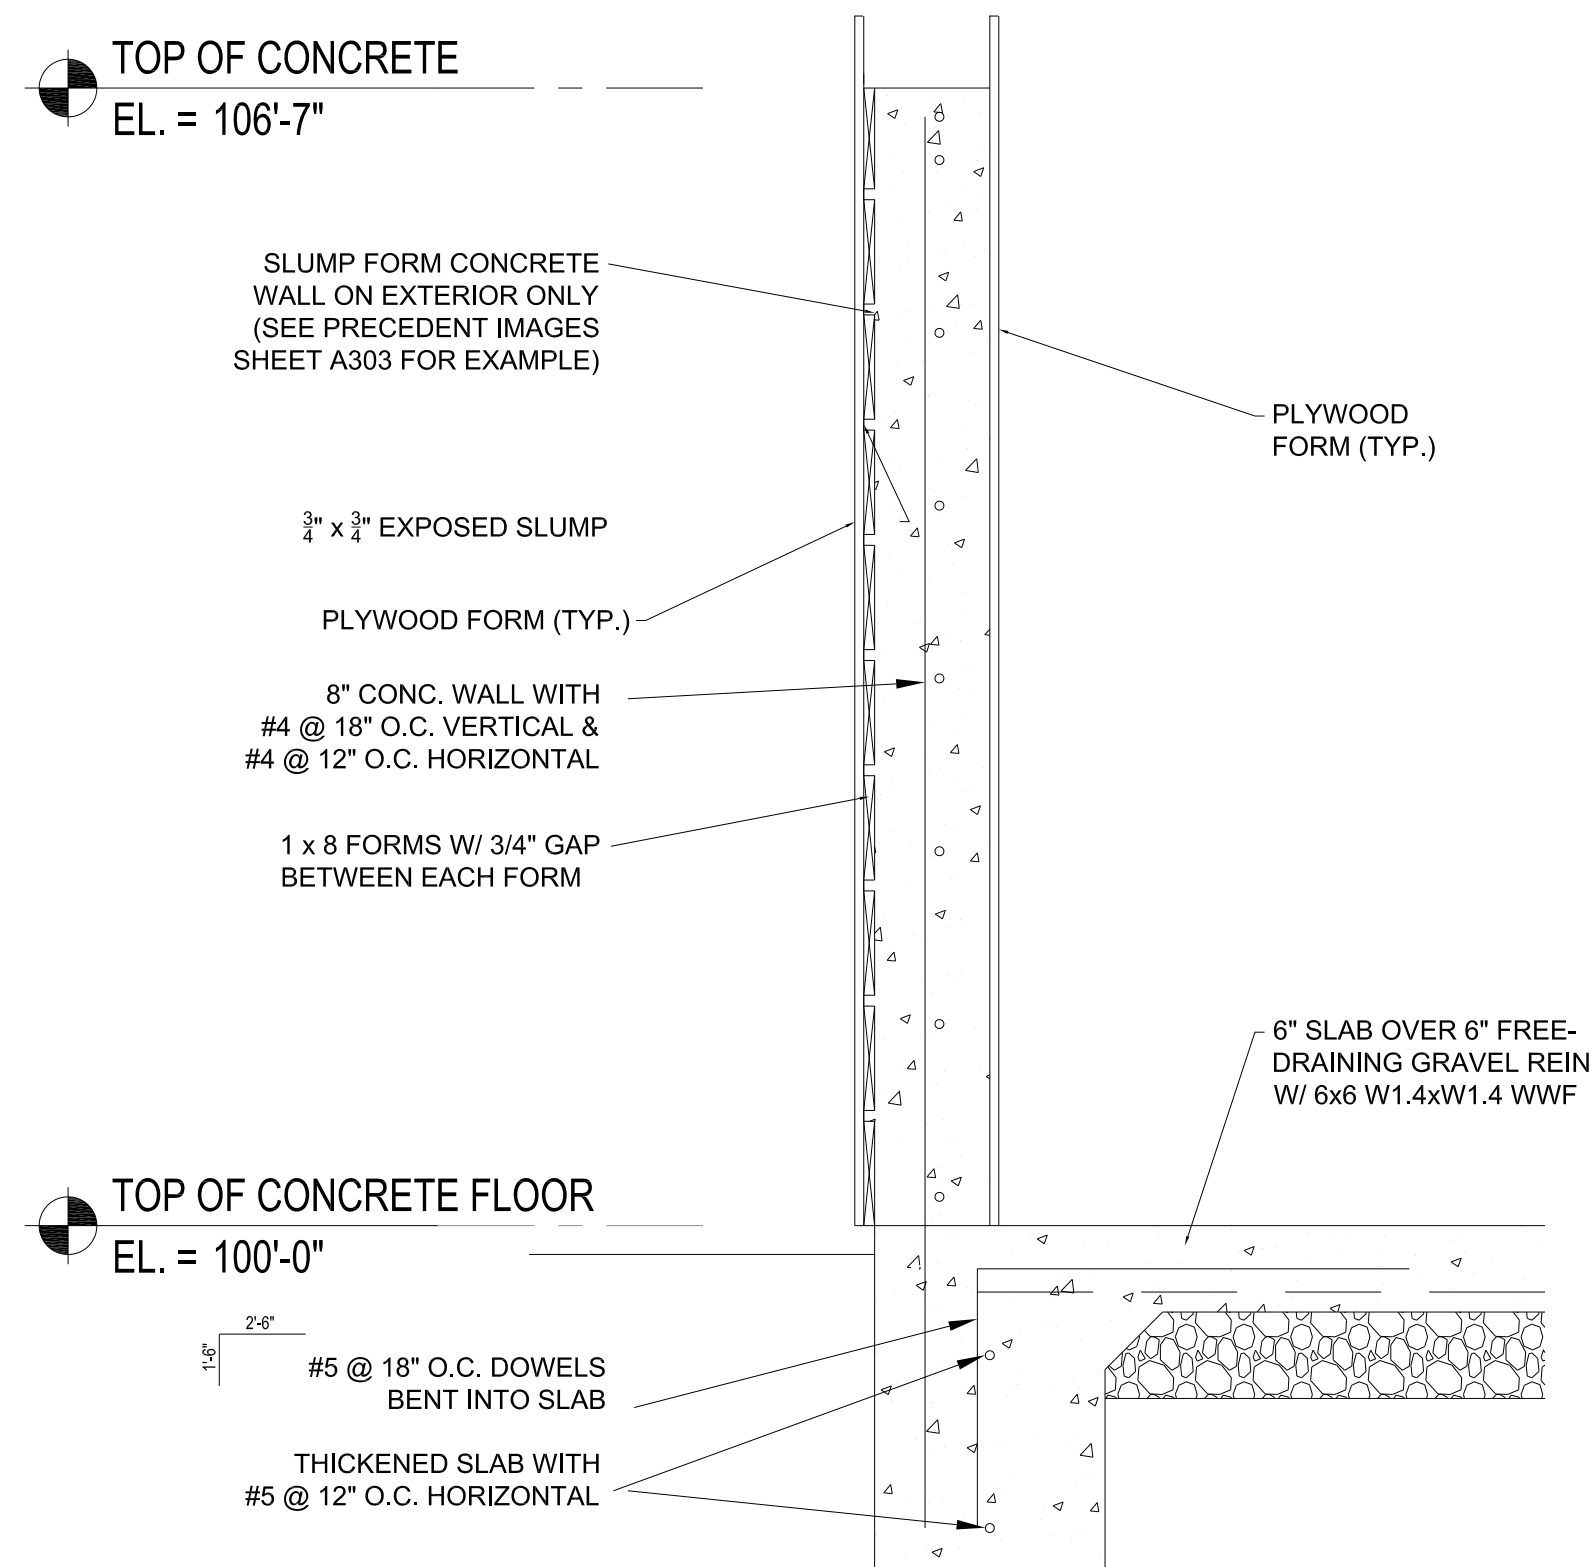 TOP OF CONCRETE
EL. = 106'-7"
SLUMP FORM CONCRETE
WALL ON EXTERIOR ONLY
(SEE PRECEDENT IMAGES
SHEET A303 FOR EXAMPLE)
PLYWOOD
FORM (TYP.)
3/4" x 3/4" EXPOSED SLUMP
PLYWOOD FORM (TYP.)
8" CONC. WALL WITH
#4 @ 18" O.C. VERTICAL &
#4 @ 12" O.C. HORIZONTAL
1 x 8 FORMS W/ 3/4" GAP
BETWEEN EACH FORM
6" SLAB OVER 6" FREE-
DRAINING GRAVEL REIN
W/ 6x6 W1.4xW1.4 WWF
TOP OF CONCRETE FLOOR
EL. = 100'-0"
2'-6"
1'-6"
#5 @ 18" O.C. DOWELS
BENT INTO SLAB
THICKENED SLAB WITH
#5 @ 12" O.C. HORIZONTAL